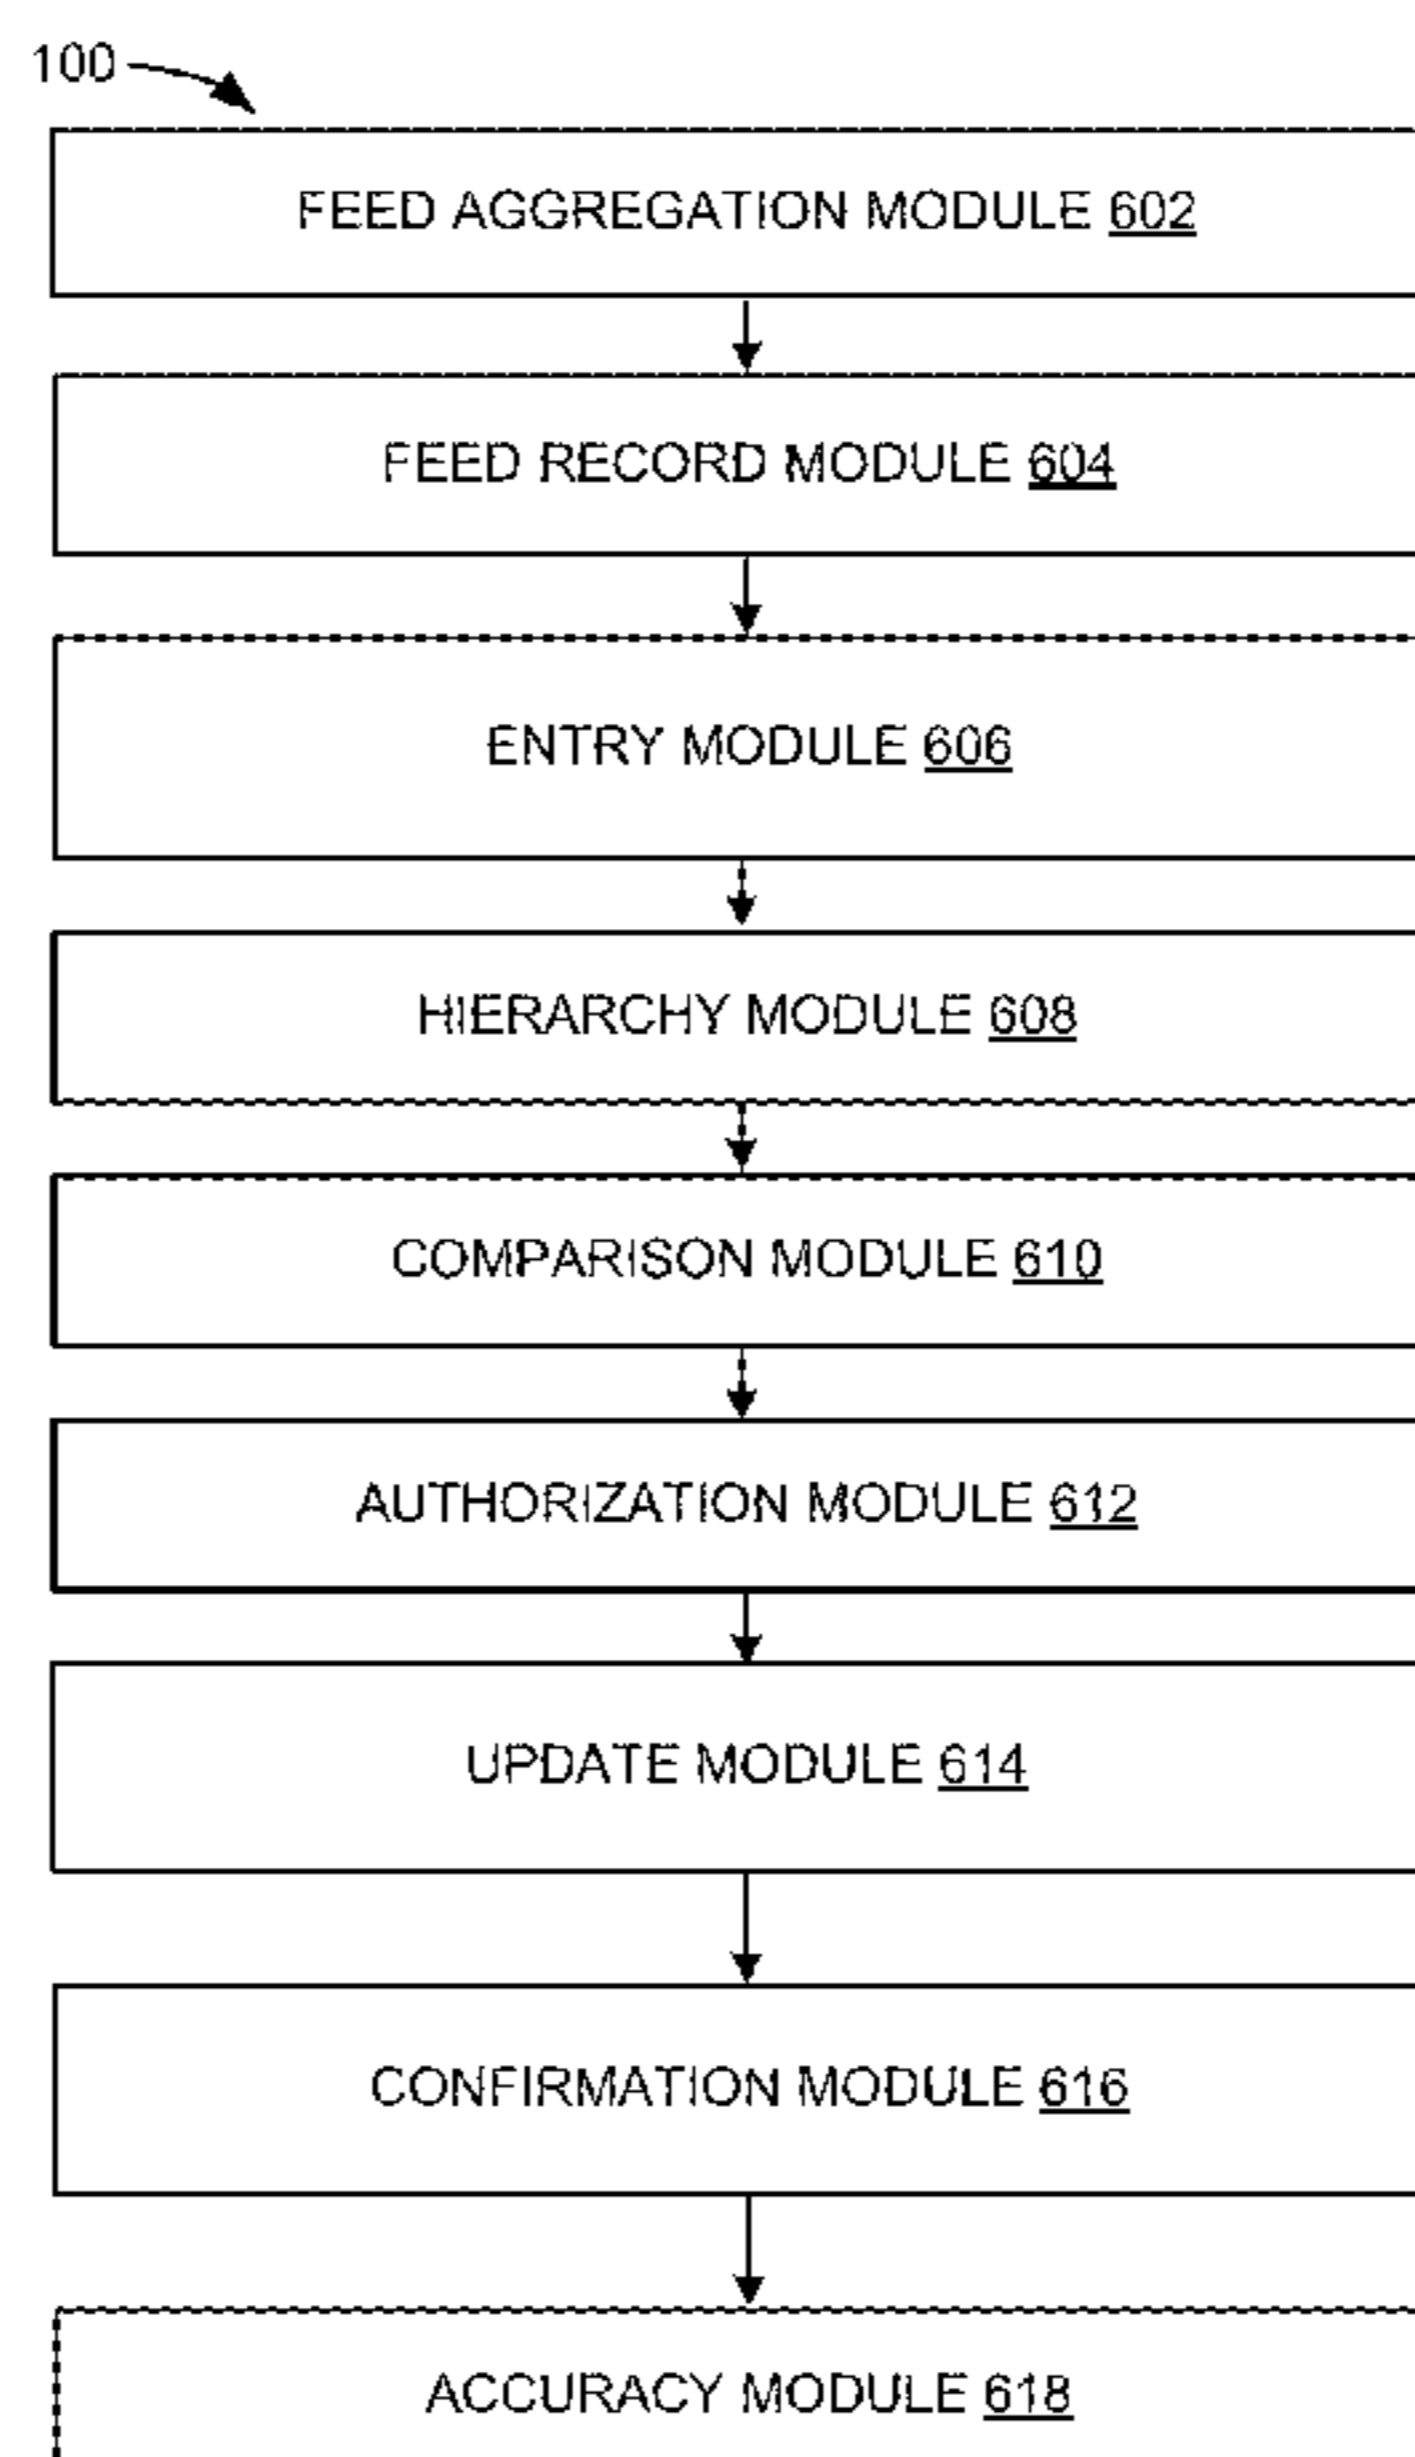 100
FEED AGGREGATION MODULE 602
FEED RECORD MODULE 604
ENTRY MODULE 606
HIERARCHY MODULE 608
COMPARISON MODULE 610
AUTHORIZATION MODULE 612
UPDATE MODULE 614
CONFIRMATION MODULE 616
ACCURACY MODULE 618